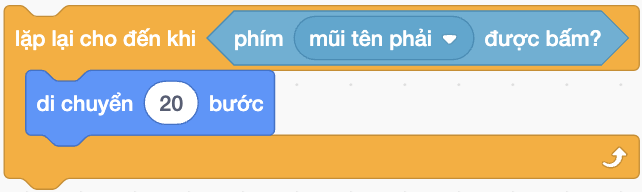 lặp lại cho đến khi phím mũi tên phải được bấm?
di chuyển 20 bước